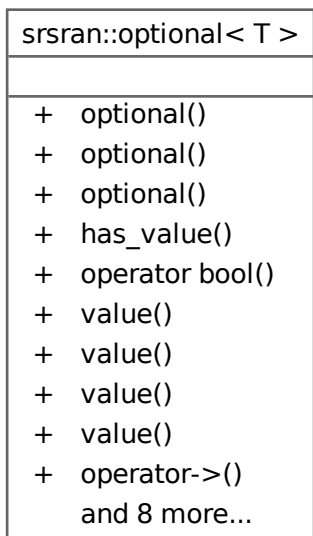 srsran::optional< T >
+ optional()
+ optional()
+ optional()
+ has_value()
+ operator bool()
+ value()
+ value()
+ value()
+ value()
+ operator->()
and 8 more...